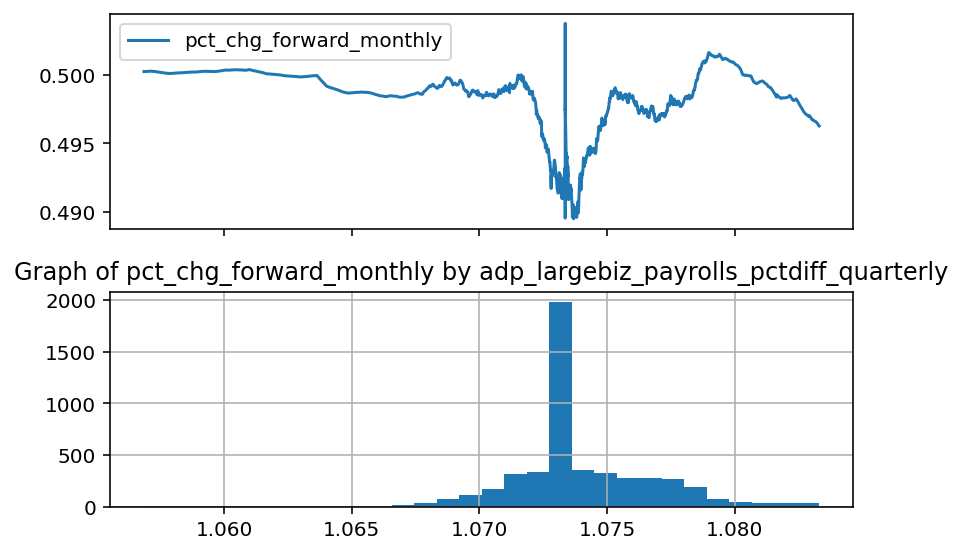 pct_chg_forward_monthly
0.500
0.495
0.490
Graph of pct_chg_forward_monthly by adp_largebiz_payrolls_pctdiff_quarterly
2000
1500
1000
500
0
1.060 1.065 1.070 1.075 1.080